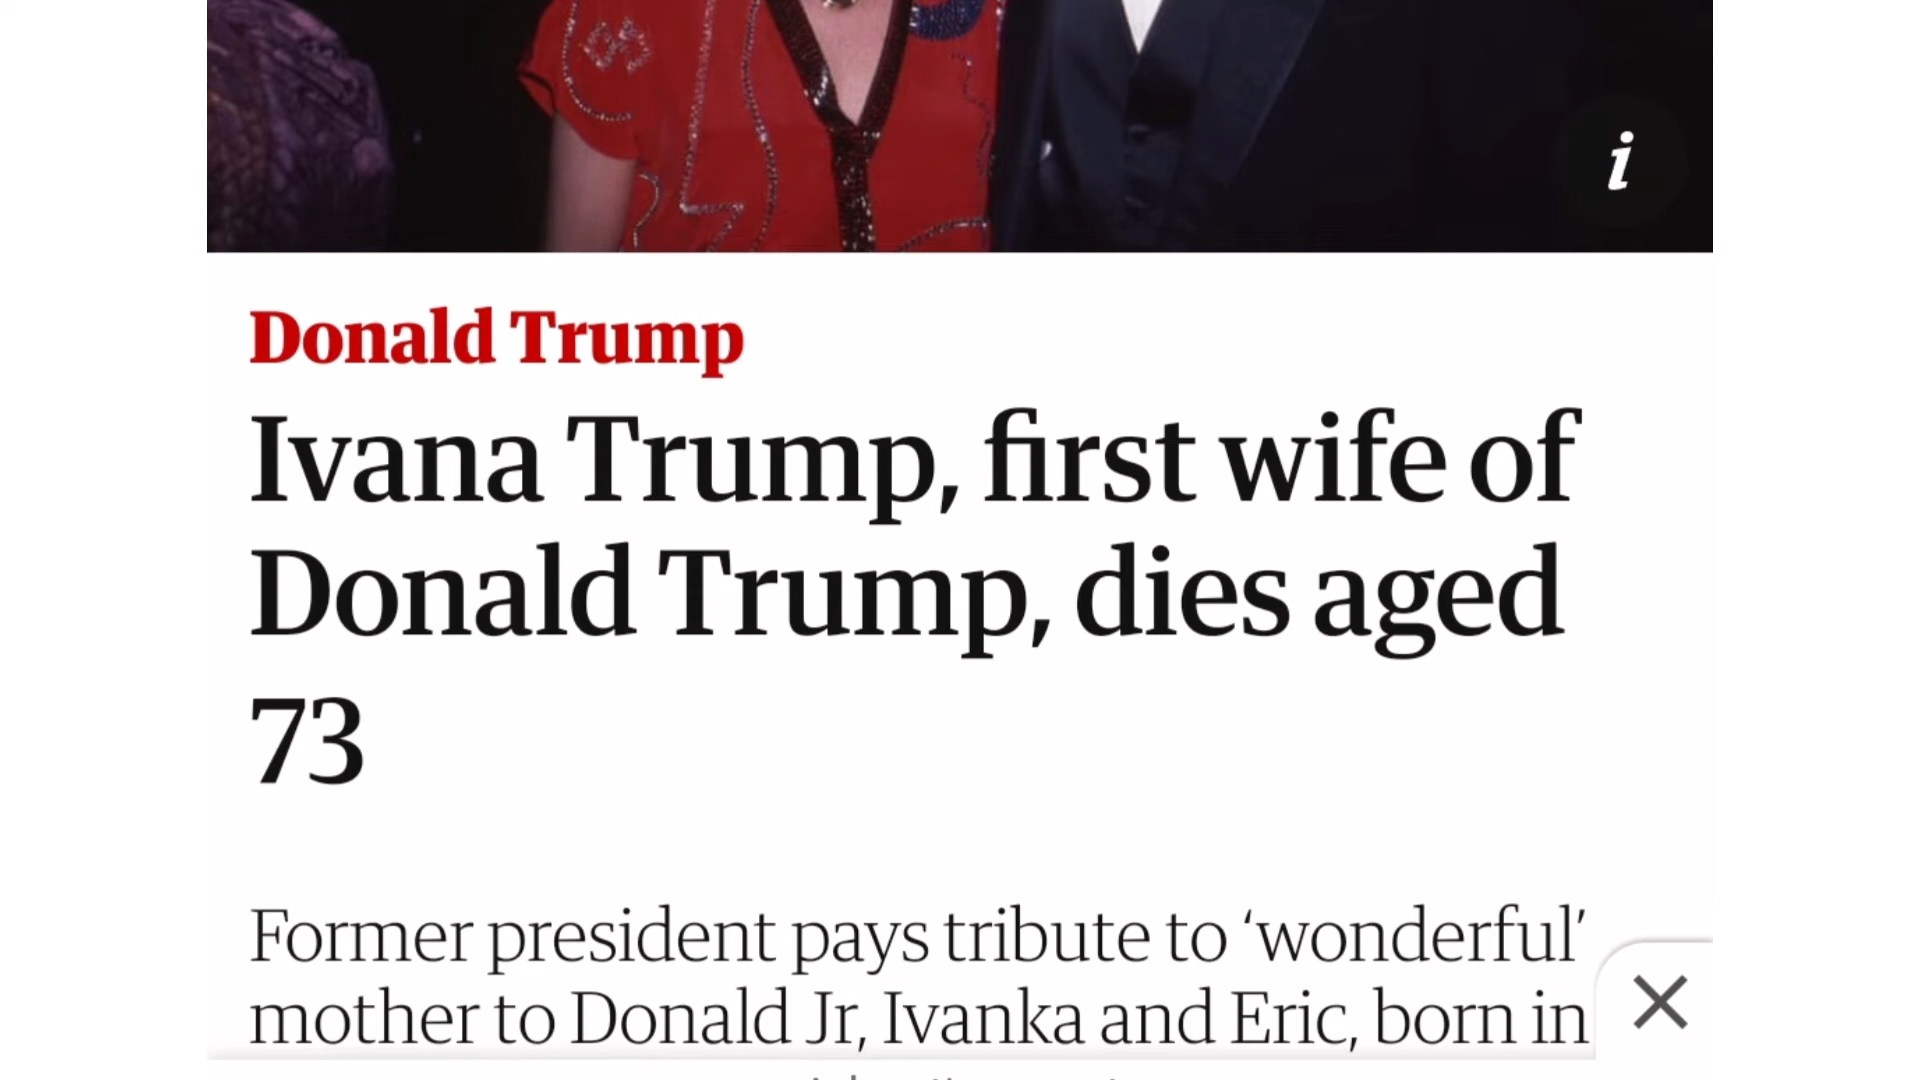 i
Donald Trump
Ivana Trump, first wife of
Donald Trump, dies aged
73
Former president pays tribute to ‘wonderful’
mother to Donald Jr, Ivanka and Eric, born in